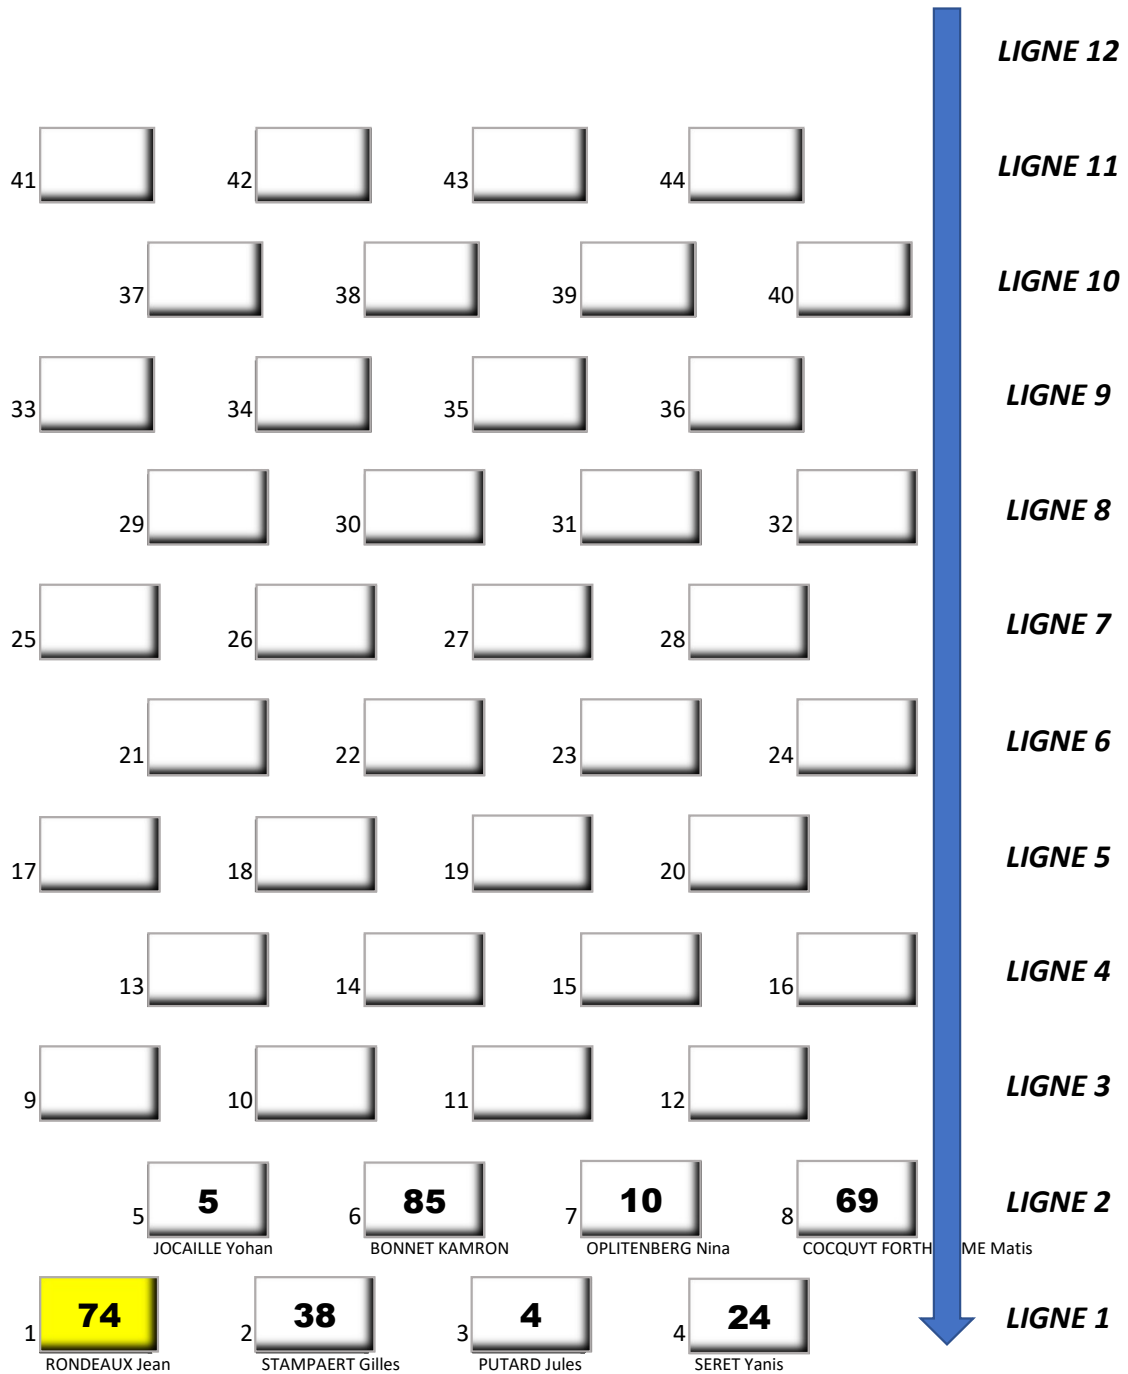 LIGNE 12
41 42 43 44 LIGNE 11
37 38 39 40 LIGNE 10
33 34 35 36 LIGNE 9
29 30 31 32 LIGNE 8
25 26 27 28 LIGNE 7
21 22 23 24 LIGNE 6
17 18 19 20 LIGNE 5
13 14 15 16 LIGNE 4
9 10 11 12 LIGNE 3
5 5 6 85 7 10 8 69 LIGNE 2
JOCAILLE Yohan BONNET KAMRON OPLITENBERG Nina COCQUYT FORTH ME Matis
1 74 2 38 3 4 4 24 LIGNE 1
RONDEAUX Jean STAMPAERT Gilles PUTARD Jules SERET Yanis